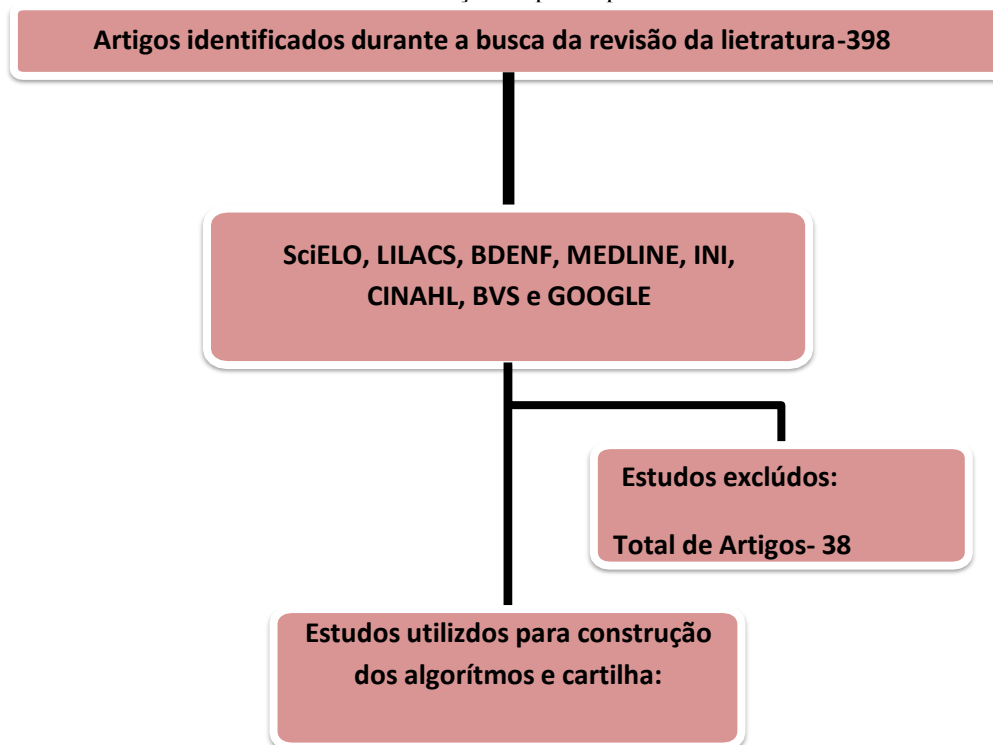 Artigos identificados durante a busca da revisão da lietratura-398
SciELO, LILACS, BDENF, MEDLINE, INI,
CINAHL, BVS e GOOGLE
Estudos exclúdos:
Total de Artigos- 38
Estudos utilizdos para construção
dos algorítmos e cartilha: